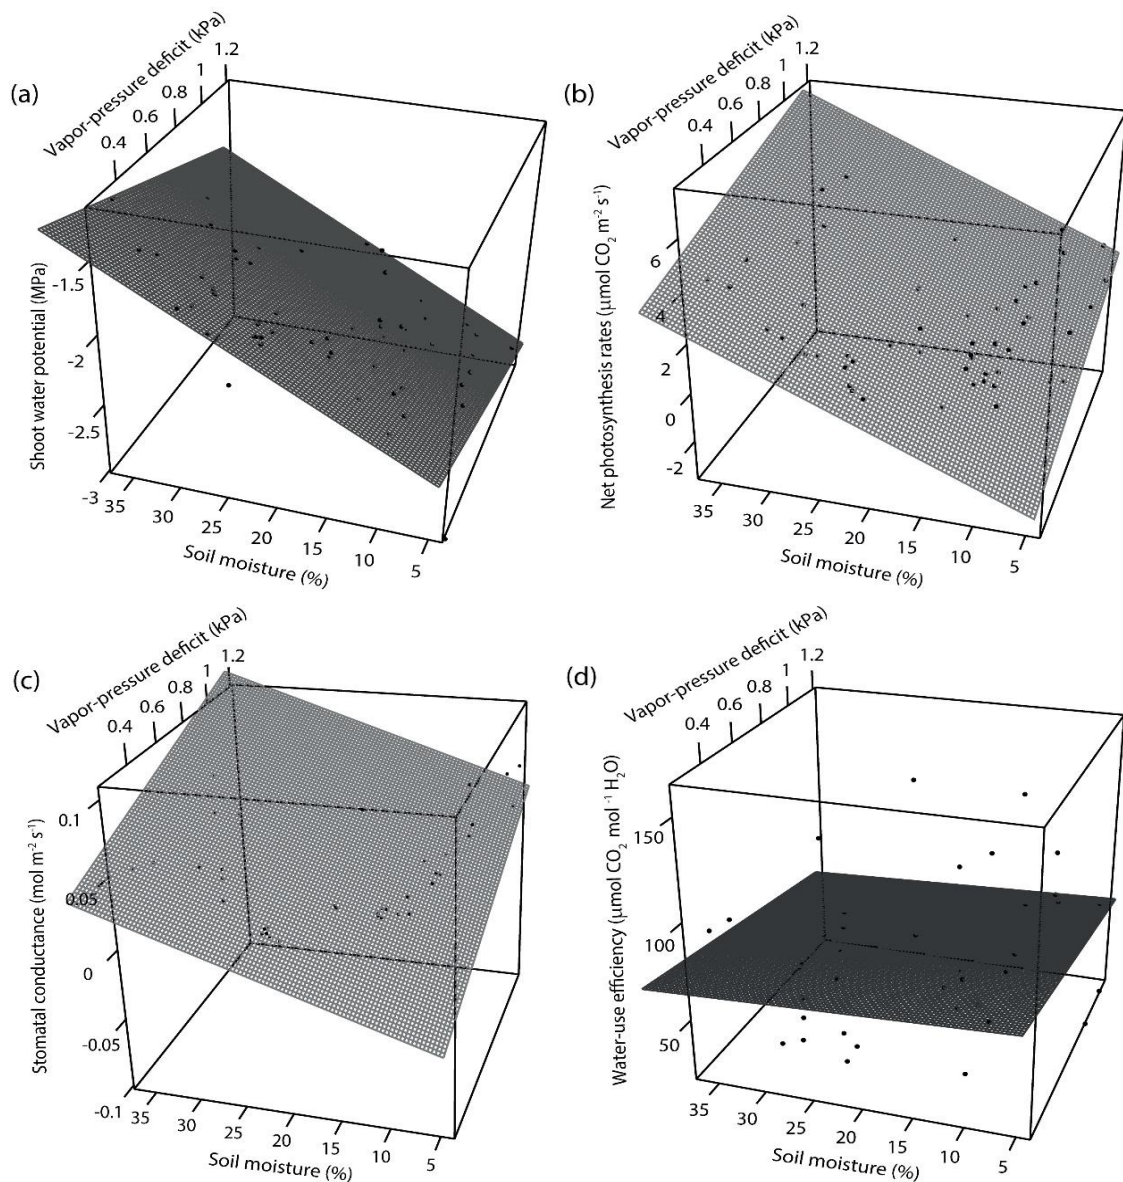 (a)
Vapor-pressure deficit (kPa)
0.4 0.6 0.8 1 1.2
Shoot water potential (MPa)
-1.5
-2
-2.5
-3
35 30 25 20 15 10 5
Soil moisture (%)
(b)
Vapor-pressure deficit (kPa)
0.4 0.6 0.8 1 1.2
Net photosynthesis rates (μmol CO₂ m⁻² s⁻¹)
6
4
2
0
-2
35 30 25 20 15 10 5
Soil moisture (%)
(c)
Vapor-pressure deficit (kPa)
0.4 0.6 0.8 1 1.2
Stomatal conductance (mol m⁻² s⁻¹)
0.1
0.05
0
-0.05
-0.1
35 30 25 20 15 10 5
Soil moisture (%)
(d)
Vapor-pressure deficit (kPa)
0.4 0.6 0.8 1 1.2
Water-use efficiency (μmol CO₂ mol⁻¹ H₂O)
150
100
50
35 30 25 20 15 10 5
Soil moisture (%)